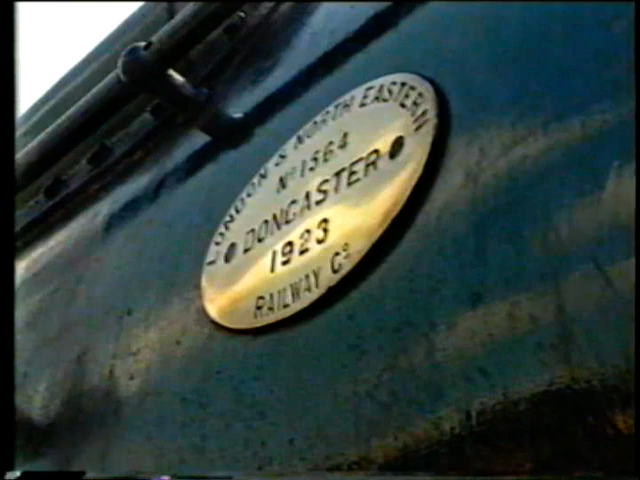 LONDON & NORTH EASTERN
Nº 1564
DONCASTER
1923
RAILWAY Cº